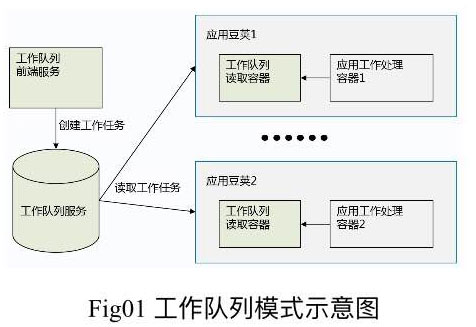 工作队列
前端服务
创建工作任务
工作队列服务
读取工作任务
应用豆荚1
工作队列
读取容器
应用工作处理
容器1
应用豆荚2
工作队列
读取容器
应用工作处理
容器2
Fig01 工作队列模式示意图